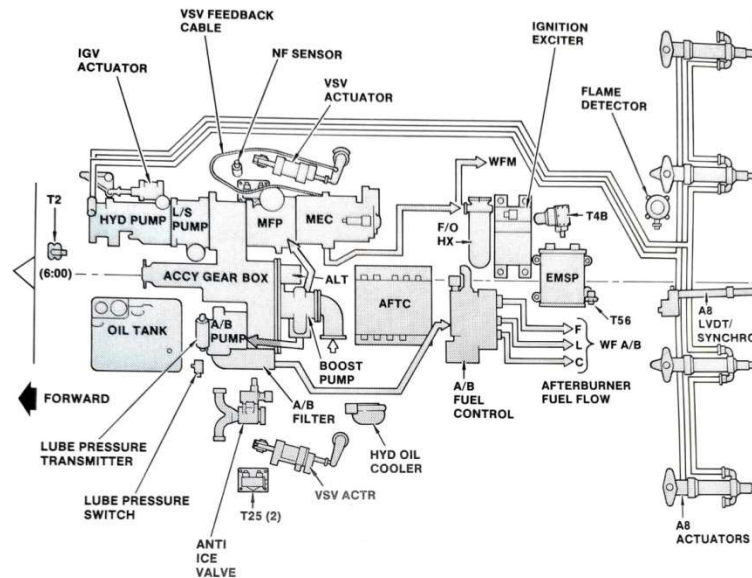 VSV FEEDBACK
CABLE
IGNITION
EXCITER
IGV
ACTUATOR
NF SENSOR
VSV
ACTUATOR
FLAME
DETECTOR
WFM
T2
HYD PUMP
L/S
PUMP
MFP
MEC
F/O
HX
T4B
(6:00)
ACCY GEAR BOX
ALT
AFTC
EMSP
T56
A8
LVDT/
SYNCHRO
OIL TANK
A/B
PUMP
BOOST
PUMP
F
L
C
WF A/B
FORWARD
A/B
FILTER
A/B
FUEL
CONTROL
AFTERBURNER
FUEL FLOW
LUBE PRESSURE
TRANSMITTER
HYD OIL
COOLER
LUBE PRESSURE
SWITCH
VSV ACTR
T25 (2)
ANTI
ICE
VALVE
A8
ACTUATORS